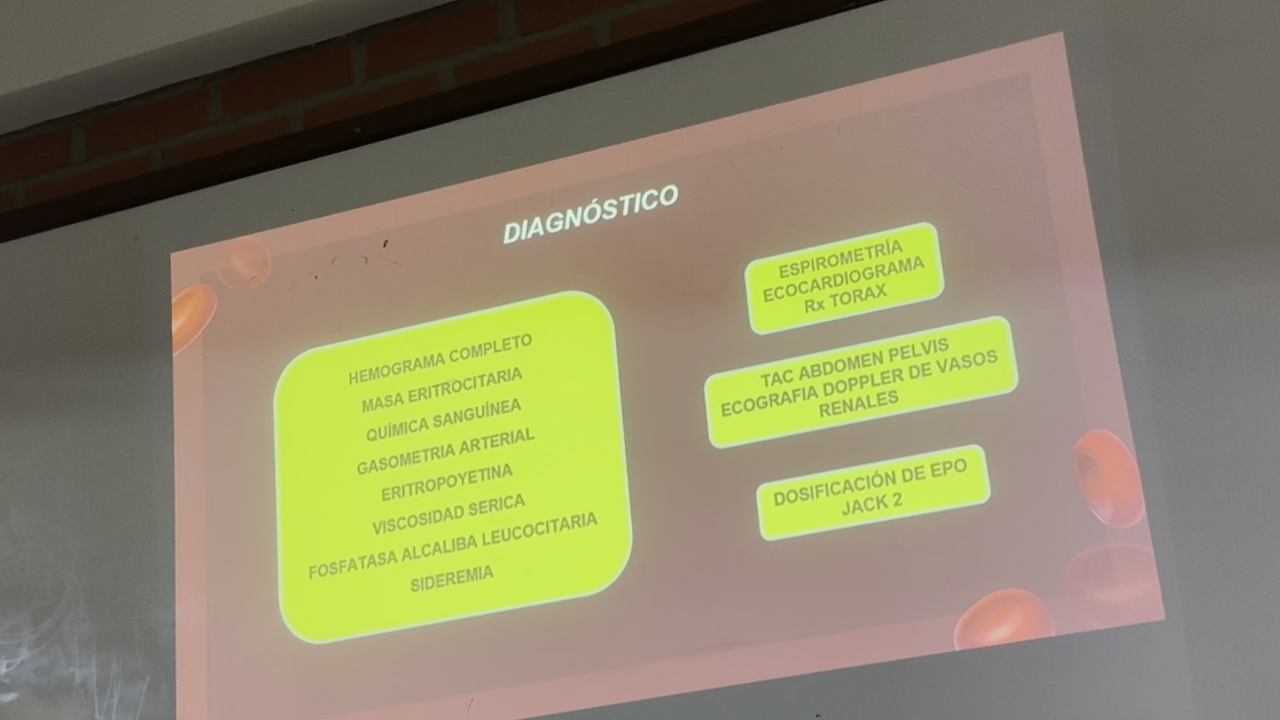 DIAGNÓSTICO
HEMOGRAMA COMPLETO
MASA ERITROCITARIA
QUÍMICA SANGUÍNEA
GASOMETRIA ARTERIAL
ERITROPOYETINA
VISCOSIDAD SERICA
FOSFATASA ALCALIBA LEUCOCITARIA
SIDEREMIA
ESPIROMETRÍA
ECOCARDIOGRAMA
Rx TORAX
TAC ABDOMEN PELVIS
ECOGRAFIA DOPPLER DE VASOS
RENALES
DOSIFICACIÓN DE EPO
JACK 2